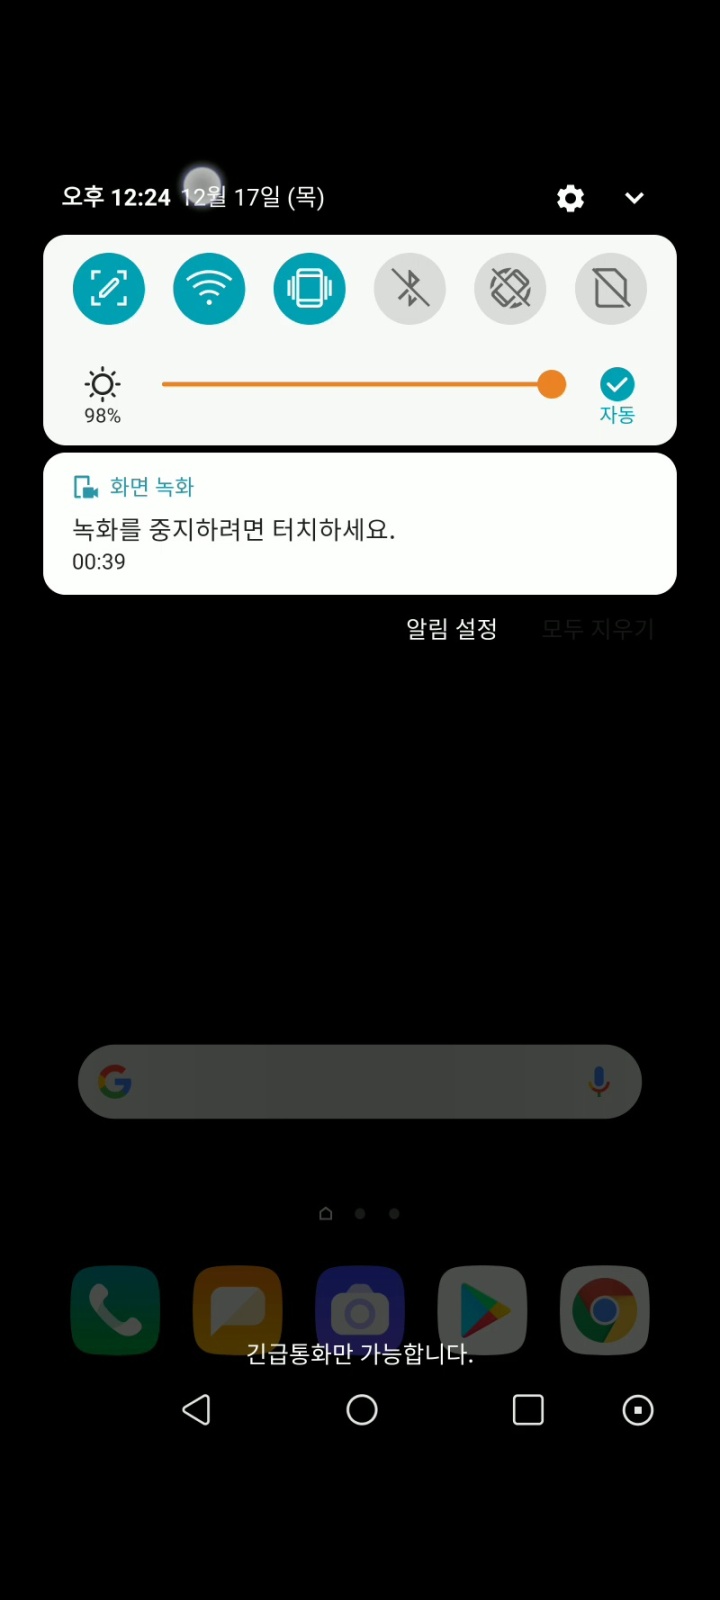 오후 12:24 12월 17일 (목)
98%
자동
화면 녹화
녹화를 중지하려면 터치하세요.
00:39
알림 설정 모두 지우기
긴급통화만 가능합니다.